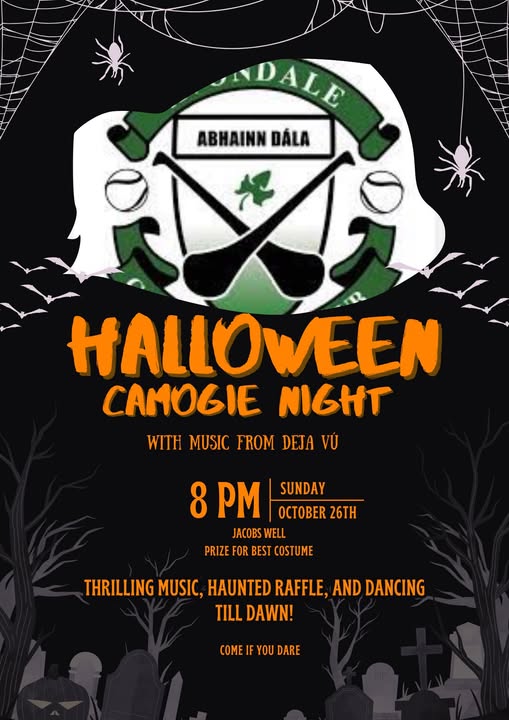 ONDALE
ABHAINN DÁLA
HALLOWEEN
CAMOGIE NIGHT
WITH MUSIC FROM DEJA VÚ
8 PM
SUNDAY
OCTOBER 26TH
JACOBS WELL
PRIZE FOR BEST COSTUME
THRILLING MUSIC, HAUNTED RAFFLE, AND DANCING
TILL DAWN!
COME IF YOU DARE